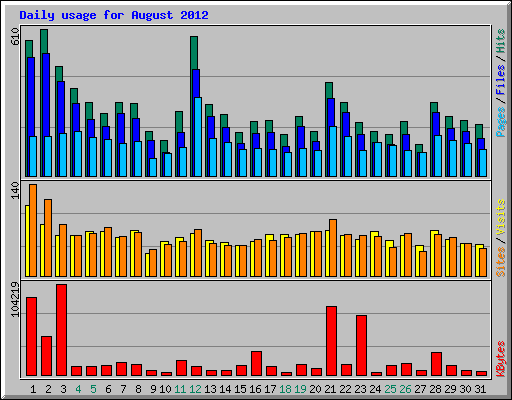 Daily usage for August 2012
610
Pages / Files / Hits
140
Sites / Visits
104219
KBytes
1 2 3 4 5 6 7 8 9 10 11 12 13 14 15 16 17 18 19 20 21 22 23 24 25 26 27 28 29 30 31